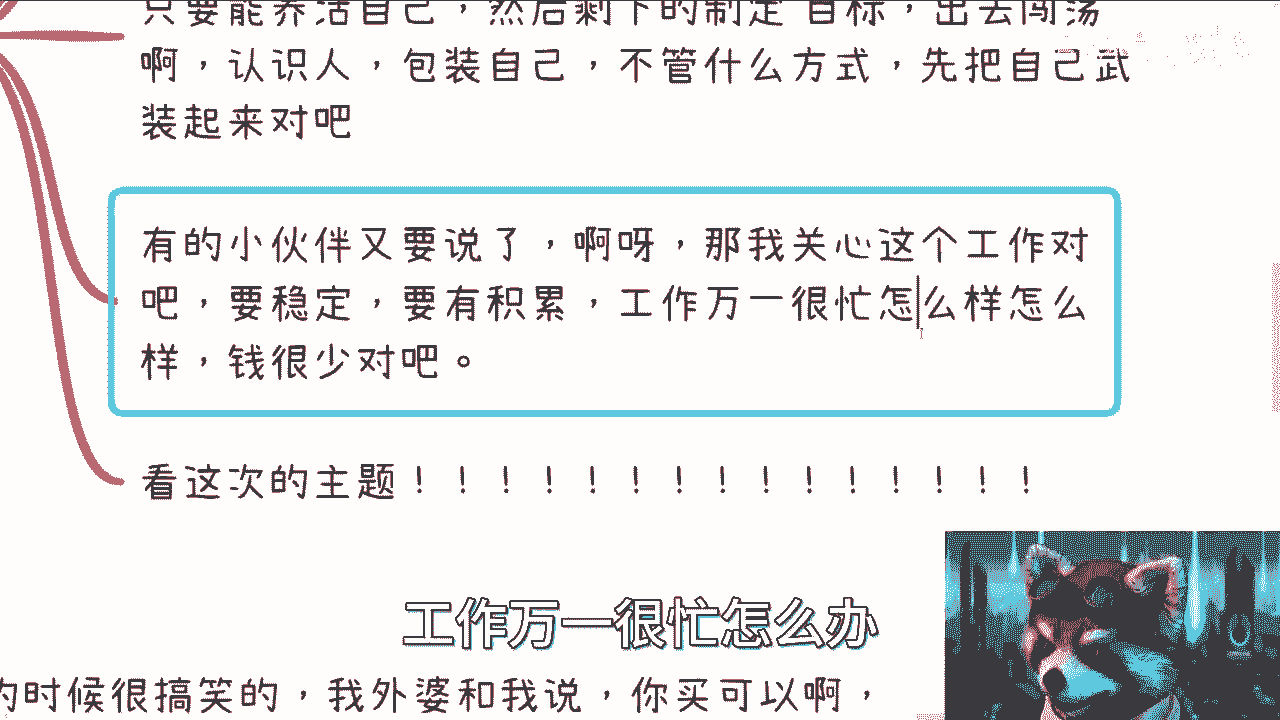 只要能养活自己，然后剩下的制定 目标，出去闯荡
啊，认识人，包装自己，不管什么方式，先把自己武
装起来对吧
有的小伙伴又要说了，啊呀，那我关心这个工作对
吧，要稳定，要有积累，工作万一很忙怎么样怎么
样，钱很少对吧。
看这次的主题！！！！！！！！！！！！！！！
工作万一很忙怎么办
的时候很搞笑的，我外婆和我说，你买可以啊，